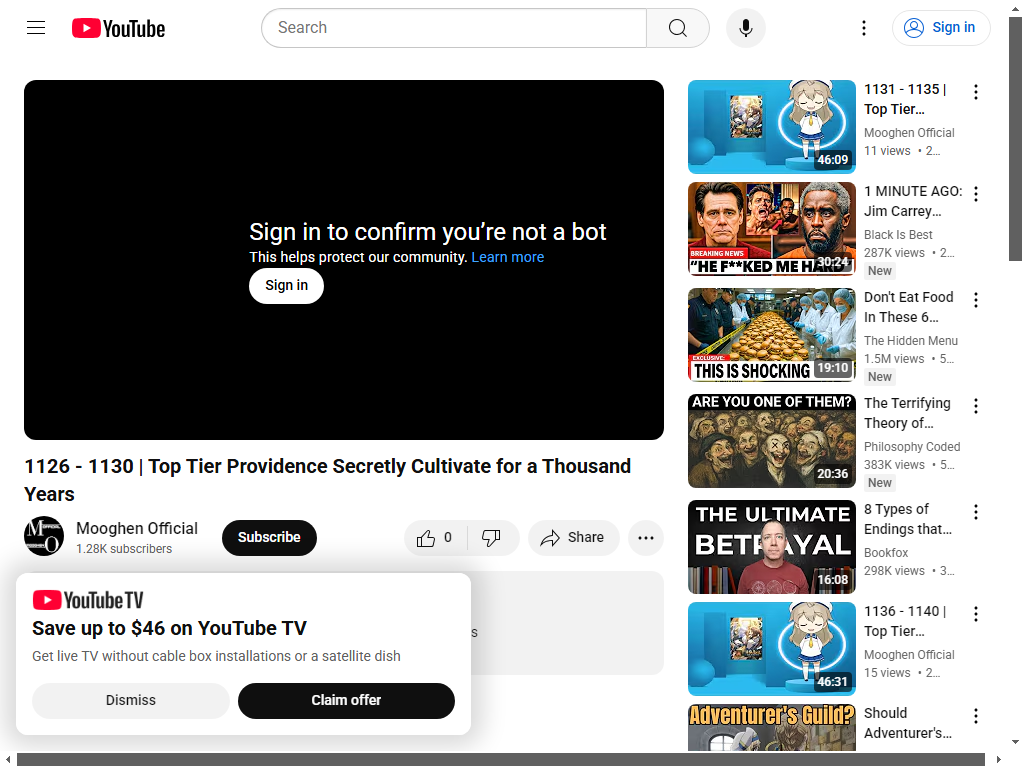 YouTube
Search
Sign in
Sign in to confirm you’re not a bot
This helps protect our community. Learn more
Sign in
1126 - 1130 | Top Tier Providence Secretly Cultivate for a Thousand
Years
Mooghen Official
1.28K subscribers
Subscribe
0
Share
s
YouTube TV
Save up to $46 on YouTube TV
Get live TV without cable box installations or a satellite dish
Dismiss
Claim offer
46:09
1131 - 1135 |
Top Tier...
Mooghen Official
11 views • 2...
BREAKING NEWS
"HE F**KED ME HARD
30:24
1 MINUTE AGO:
Jim Carrey...
Black Is Best
287K views • 2...
New
EXCLUSIVE:
THIS IS SHOCKING
19:10
Don't Eat Food
In These 6...
The Hidden Menu
1.5M views • 5...
New
ARE YOU ONE OF THEM?
20:36
The Terrifying
Theory of...
Philosophy Coded
383K views • 5...
New
THE ULTIMATE
BETRAYAL
16:08
8 Types of
Endings that...
Bookfox
298K views • 3...
46:31
1136 - 1140 |
Top Tier...
Mooghen Official
15 views • 2...
Adventurer's Guild?
Should
Adventurer's...